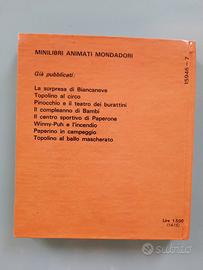 MINILIBRI ANIMATI MONDADORI
Già pubblicati:
La surpresa di Biancaneve
Topolino al circo
Pinocchio e il teatro dei burattini
Il compleanno di Bambi
Il centro sportivo di Paperone
Winny-Puh e l'incendio
Paperino in campeggio
Topolino al ballo mascherato
15946-7
Lire 1.500
subito